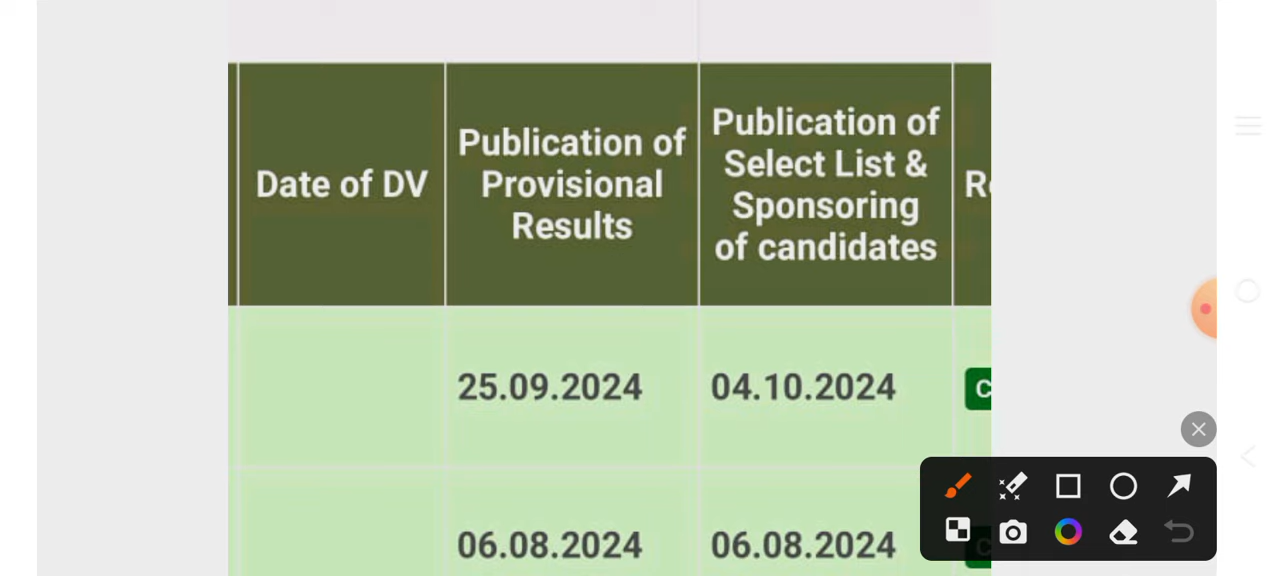 Date of DV
Publication of
Provisional
Results
Publication of
Select List &
Sponsoring
of candidates
25.09.2024
04.10.2024
06.08.2024
06.08.2024